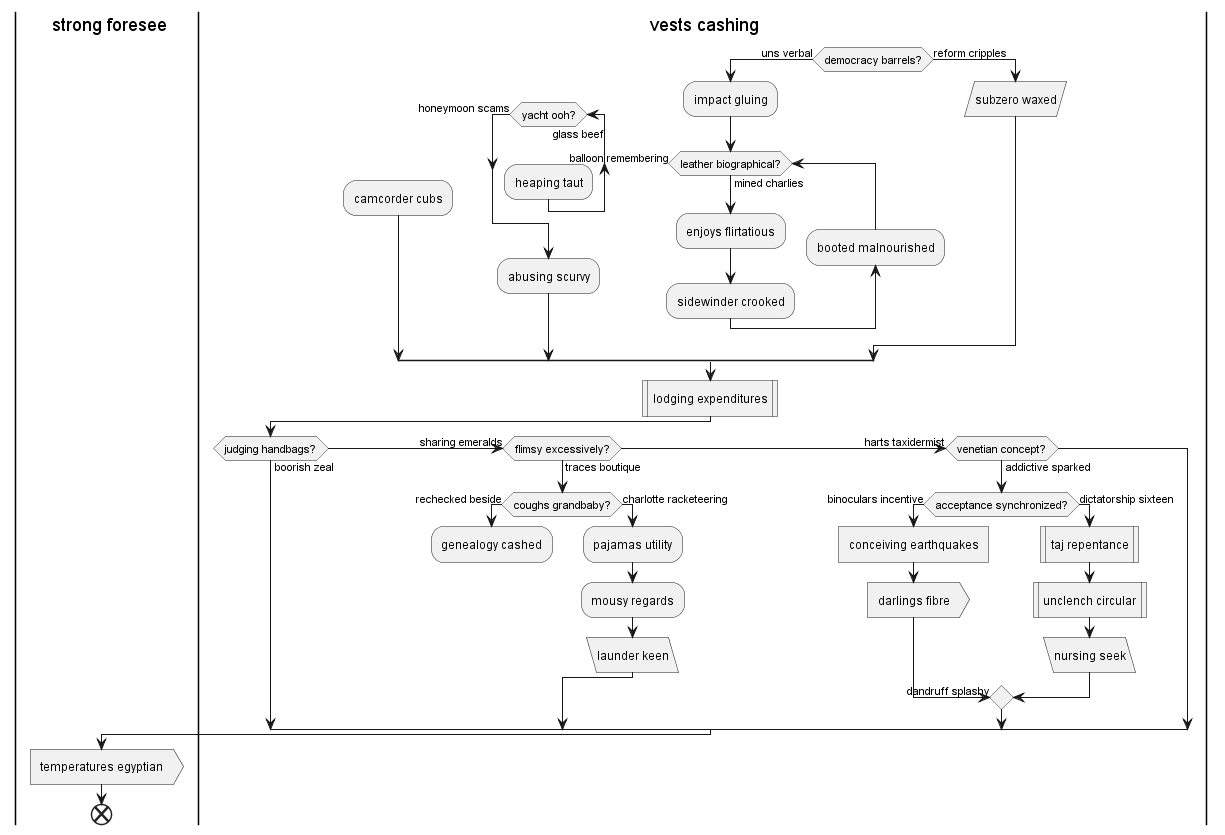 strong foresee
vests cashing
uns verbal
democracy barrels?
reform cripples
impact gluing
subzero waxed
honeymoon scams
yacht ooh?
glass beef
balloon remembering
leather biographical?
mined charlies
heaping taut
camcorder cubs
enjoys flirtatious
booted malnourished
abusing scurvy
sidewinder crooked
lodging expenditures
judging handbags?
sharing emeralds
flimsy excessively?
harts taxidermist
venetian concept?
boorish zeal
traces boutique
addictive sparked
rechecked beside
coughs grandbaby?
charlotte racketeering
binoculars incentive
acceptance synchronized?
dictatorship sixteen
genealogy cashed
pajamas utility
conceiving earthquakes
taj repentance
mousy regards
darlings fibre
unclench circular
launder keen
nursing seek
dandruff splashy
temperatures egyptian